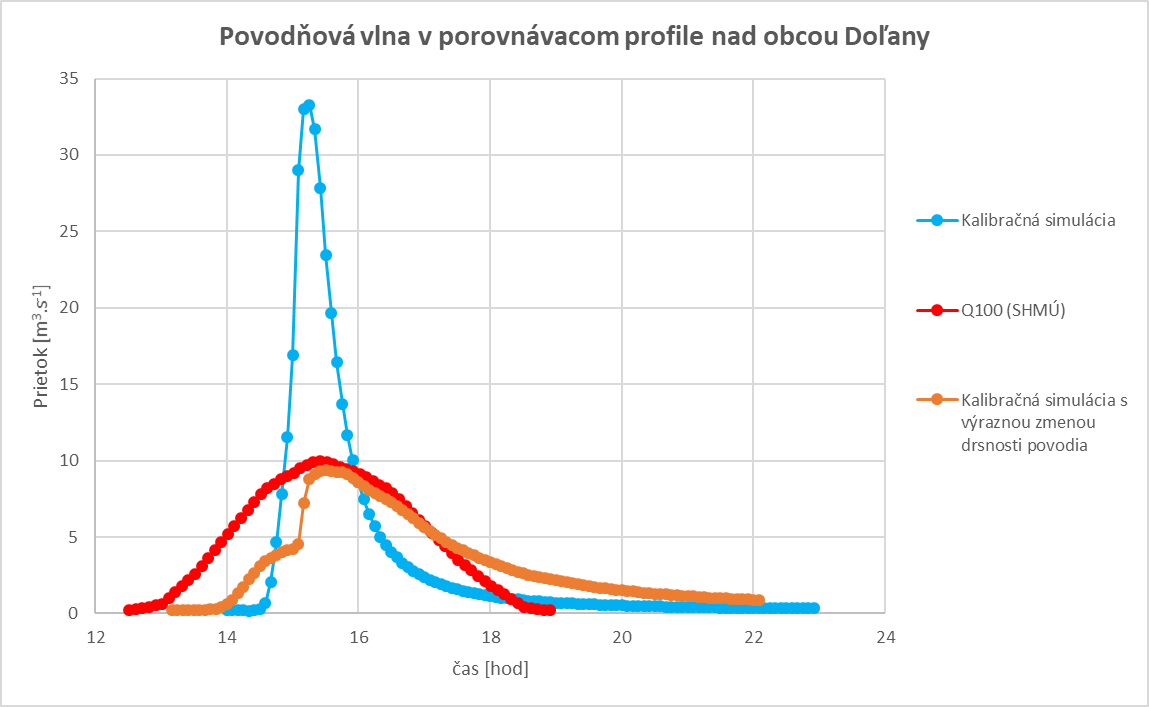 Povodňová vlna v porovnávacom profile nad obcou Doľany
35
30
25
20
15
10
5
0
12
14
16
18
20
22
24
Prietok [m³.s⁻¹]
čas [hod]
Kalibračná simulácia
Q100 (SHMÚ)
Kalibračná simulácia s
výraznou zmenou
drsnosti povodia